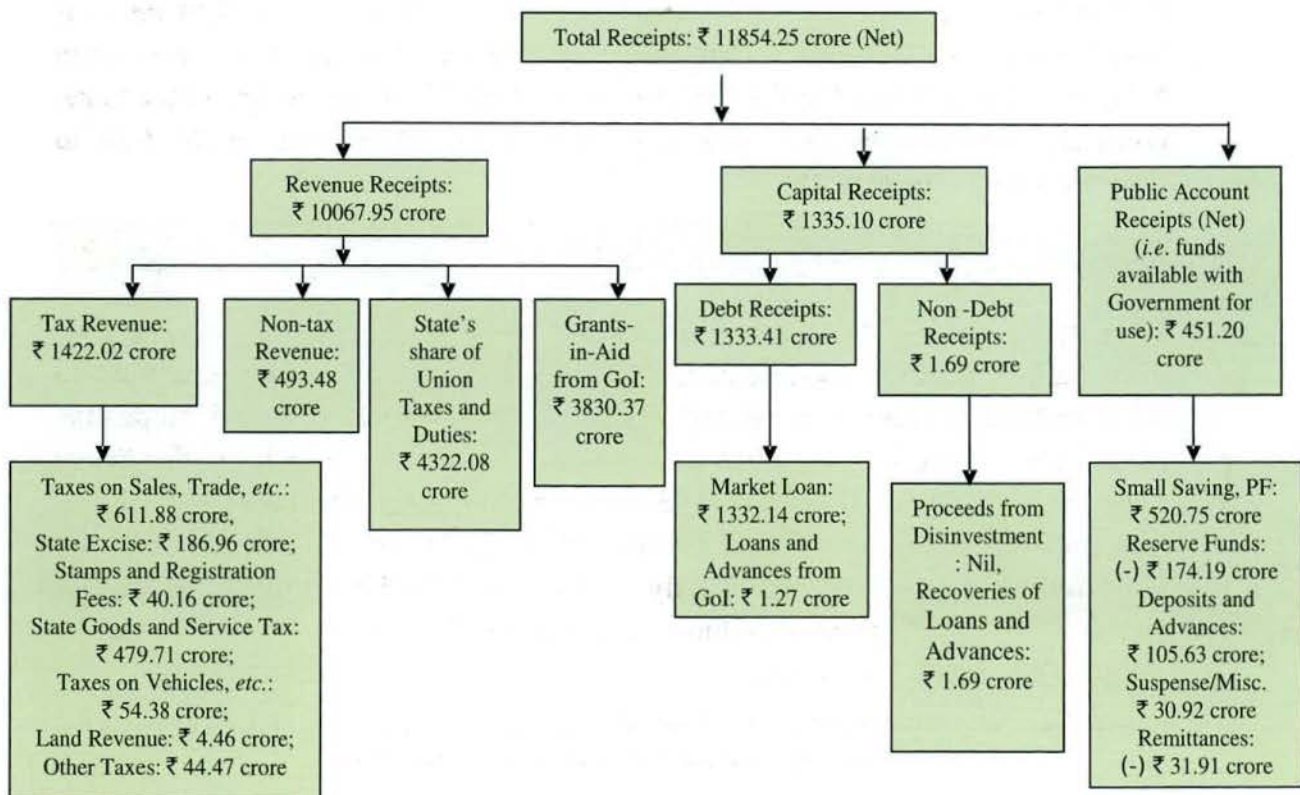 Total Receipts: ₹ 11854.25 crore (Net)
Revenue Receipts:
₹ 10067.95 crore
Capital Receipts:
₹ 1335.10 crore
Public Account
Receipts (Net)
(i.e. funds
available with
Government for
use): ₹ 451.20
crore
Tax Revenue:
₹ 1422.02 crore
Non-tax
Revenue:
₹ 493.48
crore
State's
share of
Union
Taxes and
Duties:
₹ 4322.08
crore
Grants-
in-Aid
from GoI:
₹ 3830.37
crore
Debt Receipts:
₹ 1333.41 crore
Non -Debt
Receipts:
₹ 1.69 crore
Taxes on Sales, Trade, etc.:
₹ 611.88 crore,
State Excise: ₹ 186.96 crore;
Stamps and Registration
Fees: ₹ 40.16 crore;
State Goods and Service Tax:
₹ 479.71 crore;
Taxes on Vehicles, etc.:
₹ 54.38 crore;
Land Revenue: ₹ 4.46 crore;
Other Taxes: ₹ 44.47 crore
Market Loan:
₹ 1332.14 crore;
Loans and
Advances from
GoI: ₹ 1.27 crore
Proceeds from
Disinvestment
: Nil,
Recoveries of
Loans and
Advances:
₹ 1.69 crore
Small Saving, PF:
₹ 520.75 crore
Reserve Funds:
(-) ₹ 174.19 crore
Deposits and
Advances:
₹ 105.63 crore;
Suspense/Misc.
₹ 30.92 crore
Remittances:
(-) ₹ 31.91 crore